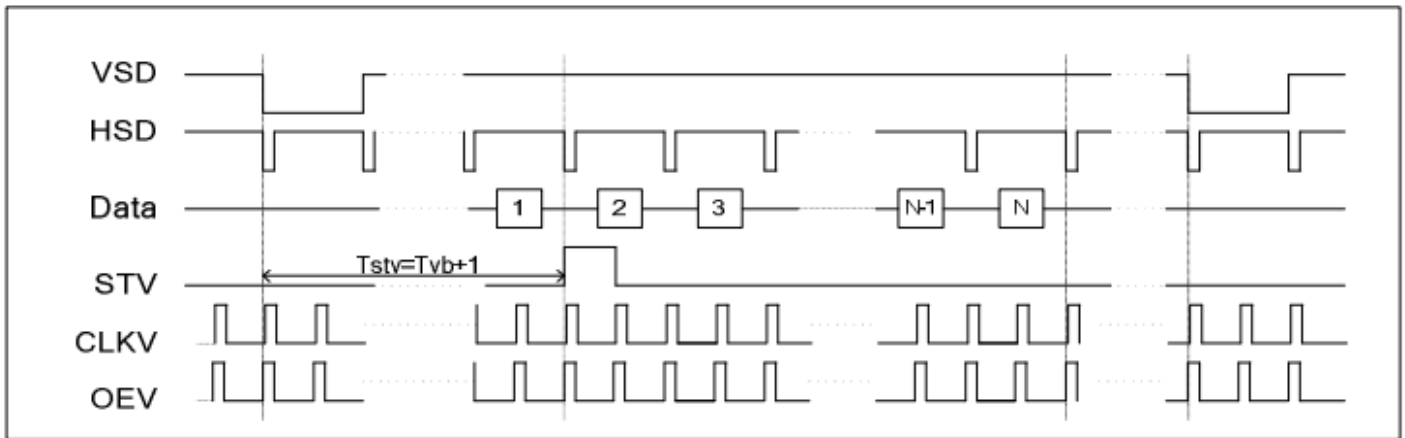 VSD
HSD
Data 1 2 3 N-1 N
Tstv=Tvb+1
STV
CLKV
OEV